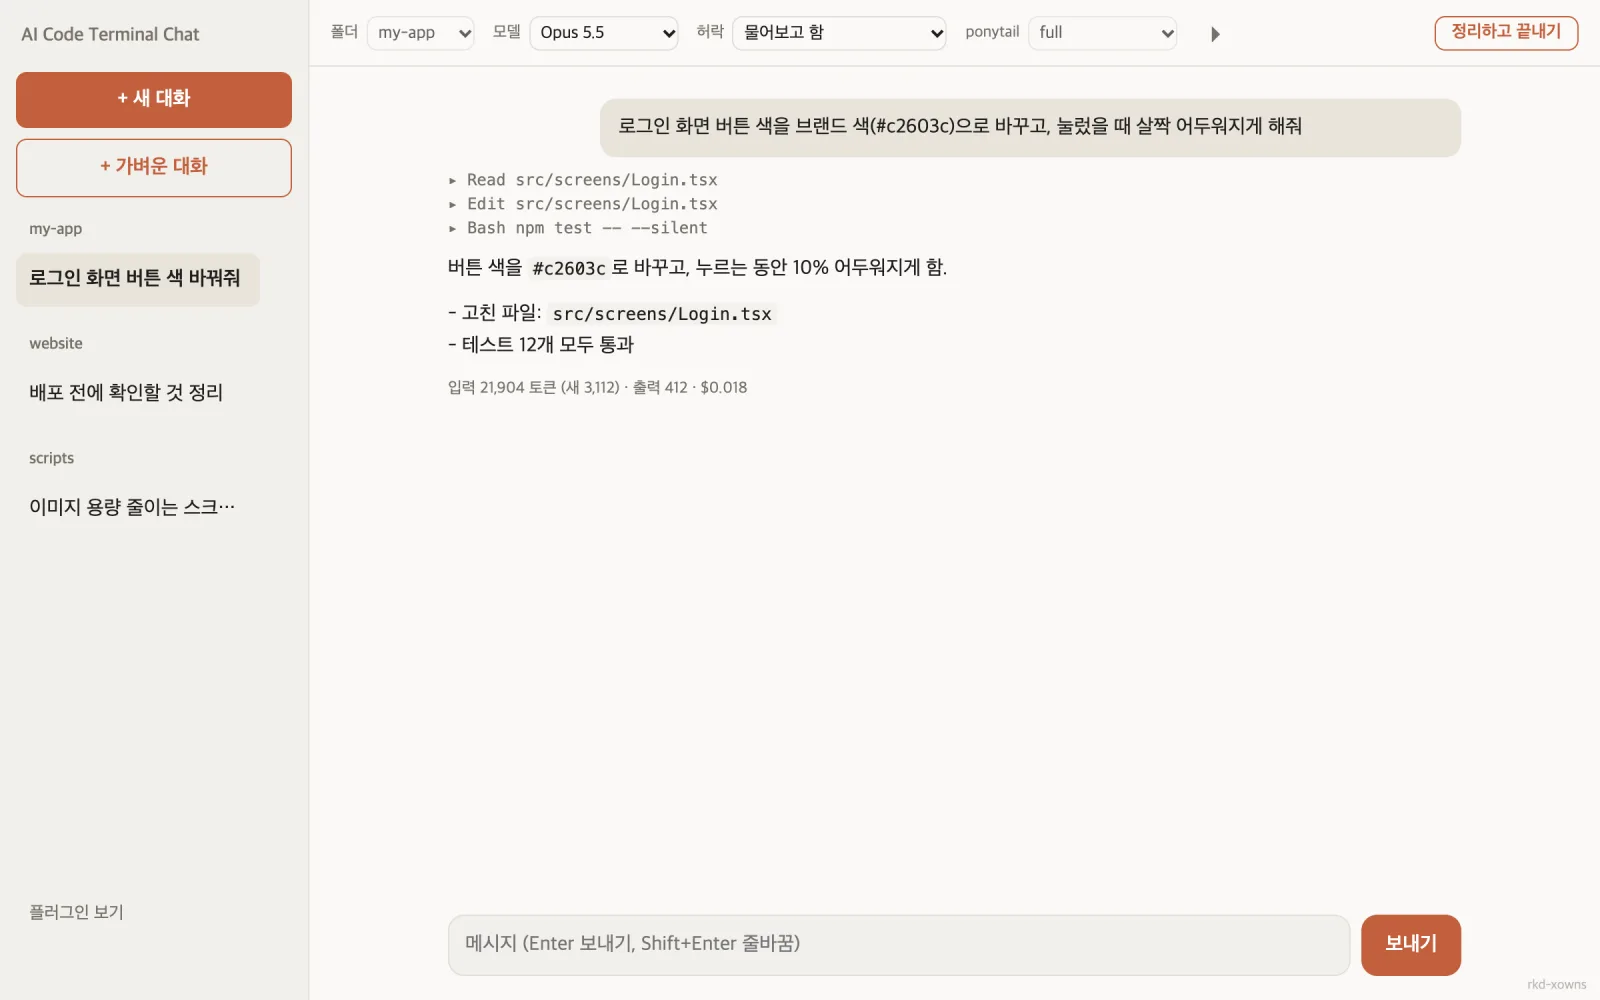 AI Code Terminal Chat
+ 새 대화
+ 가벼운 대화
my-app
로그인 화면 버튼 색 바꿔줘
website
배포 전에 확인할 것 정리
scripts
이미지 용량 줄이는 스크…
플러그인 보기
폴더 my-app 모델 Opus 5.5 허락 물어보고 함 ponytail full ▶ 정리하고 끝내기
로그인 화면 버튼 색을 브랜드 색(#c2603c)으로 바꾸고, 눌렀을 때 살짝 어두워지게 해줘
▸ Read src/screens/Login.tsx
▸ Edit src/screens/Login.tsx
▸ Bash npm test -- --silent
버튼 색을 #c2603c 로 바꾸고, 누르는 동안 10% 어두워지게 함.
- 고친 파일: src/screens/Login.tsx
- 테스트 12개 모두 통과
입력 21,904 토큰 (새 3,112) · 출력 412 · $0.018
메시지 (Enter 보내기, Shift+Enter 줄바꿈)
보내기
rkd-xowns